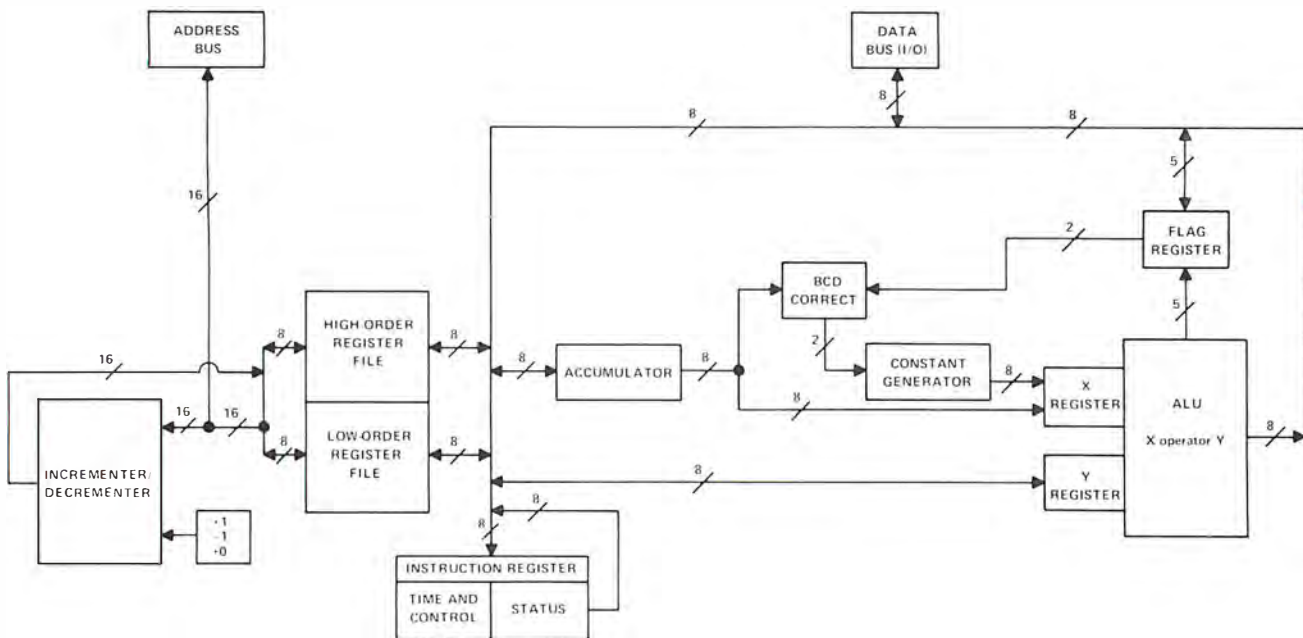 ADDRESS
BUS
DATA
BUS (I/O)
8
8
8
16
5
2
FLAG
REGISTER
BCD
CORRECT
5
HIGH-ORDER
REGISTER
FILE
8
8
2
16
8
ACCUMULATOR
8
CONSTANT
GENERATOR
8
X
REGISTER
ALU
X operator Y
8
16
16
8
8
LOW-ORDER
REGISTER
FILE
8
INCREMENTER/
DECREMENTER
8
Y
REGISTER
+1
-1
+0
8
8
INSTRUCTION REGISTER
TIME AND
CONTROL
STATUS